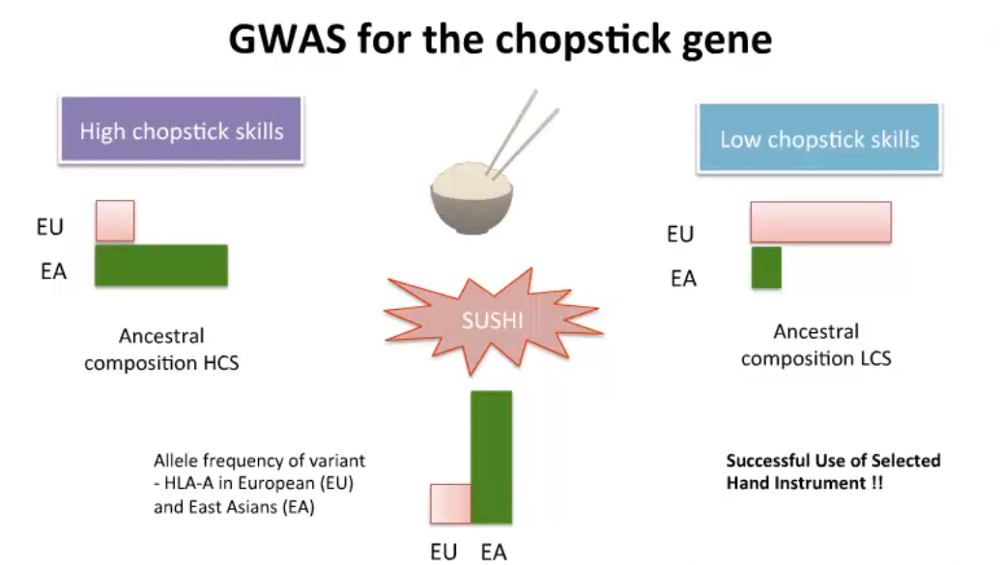 GWAS for the chopstick gene
High chopstick skills
Low chopstick skills
EU
EA
EU
EA
Ancestral
composition HCS
SUSHI
Ancestral
composition LCS
Allele frequency of variant
- HLA-A in European (EU)
and East Asians (EA)
Successful Use of Selected
Hand Instrument !!
EU EA